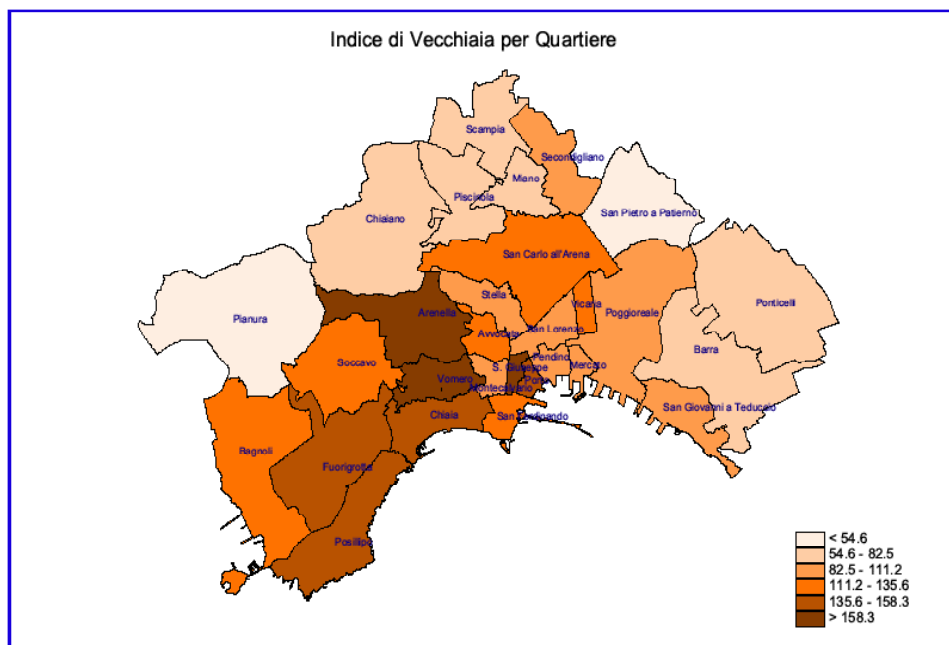 Indice di Vecchiaia per Quartiere
Scampia
Secondigliano
Miano
Piscinola
San Pietro a Patierno
Chiaiano
San Carlo all'Arena
Stella
Vicaria
Ponticelli
Poggioreale
Arenella
Pianura
San Lorenzo
Avvocata
Barra
Pendino
Soccavo
S. Giuseppe
Mercato
Vomero
Porto
Montecalvario
San Giovanni a Teduccio
Chiaia
San Ferdinando
Bagnoli
Fuorigrotta
Posillipo
< 54.6
54.6 - 82.5
82.5 - 111.2
111.2 - 135.6
135.6 - 158.3
> 158.3